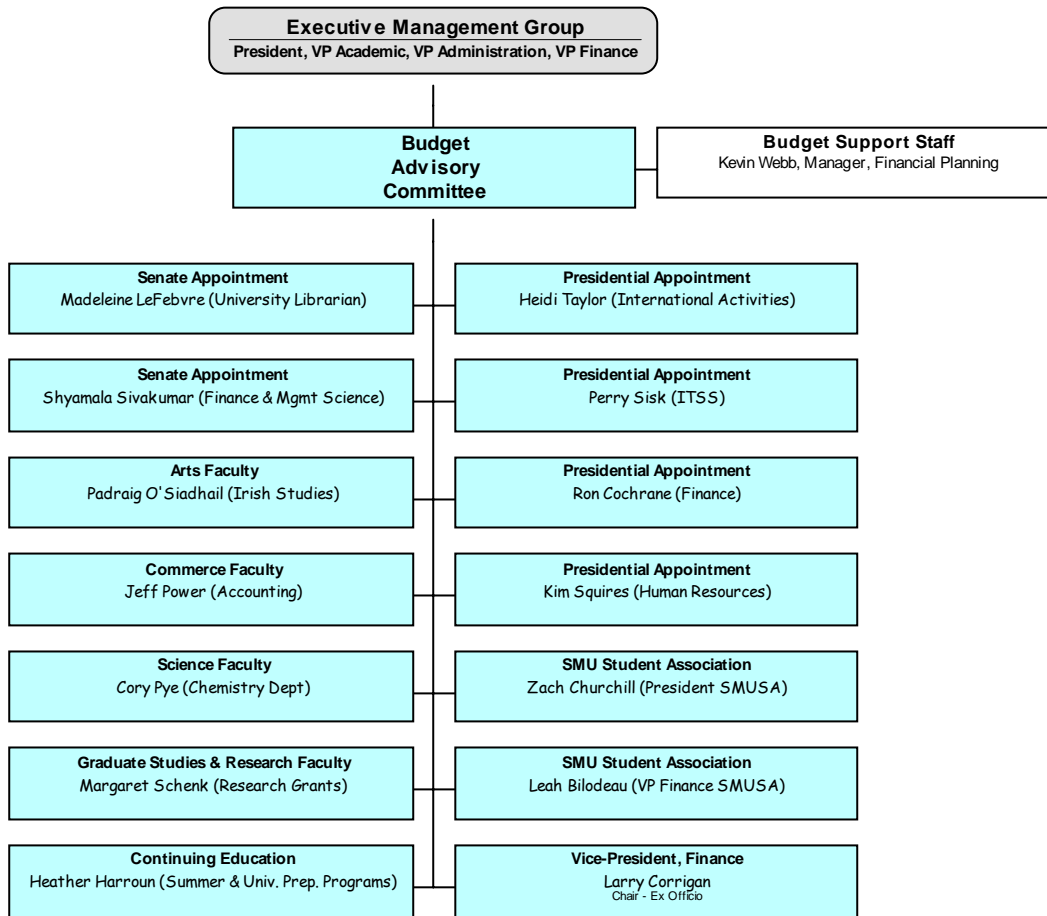 Executive Management Group
President, VP Academic, VP Administration, VP Finance
Budget
Advisory
Committee
Budget Support Staff
Kevin Webb, Manager, Financial Planning
Senate Appointment
Madeleine LeFebvre (University Librarian)
Presidential Appointment
Heidi Taylor (International Activities)
Senate Appointment
Shyamala Sivakumar (Finance & Mgmt Science)
Presidential Appointment
Perry Sisk (ITSS)
Arts Faculty
Padraig O'Siadhail (Irish Studies)
Presidential Appointment
Ron Cochrane (Finance)
Commerce Faculty
Jeff Power (Accounting)
Presidential Appointment
Kim Squires (Human Resources)
Science Faculty
Cory Pye (Chemistry Dept)
SMU Student Association
Zach Churchill (President SMUSA)
Graduate Studies & Research Faculty
Margaret Schenk (Research Grants)
SMU Student Association
Leah Bilodeau (VP Finance SMUSA)
Continuing Education
Heather Harroun (Summer & Univ. Prep. Programs)
Vice-President, Finance
Larry Corrigan
Chair - Ex Officio